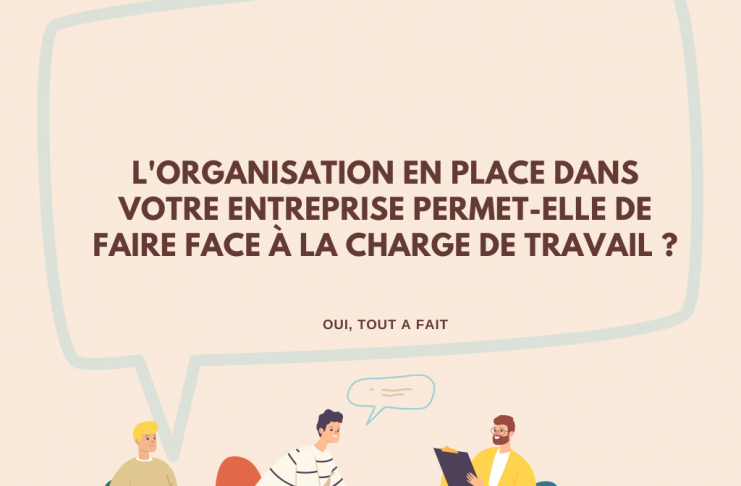 L'ORGANISATION EN PLACE DANS
VOTRE ENTREPRISE PERMET-ELLE DE
FAIRE FACE À LA CHARGE DE TRAVAIL ?
OUI, TOUT A FAIT